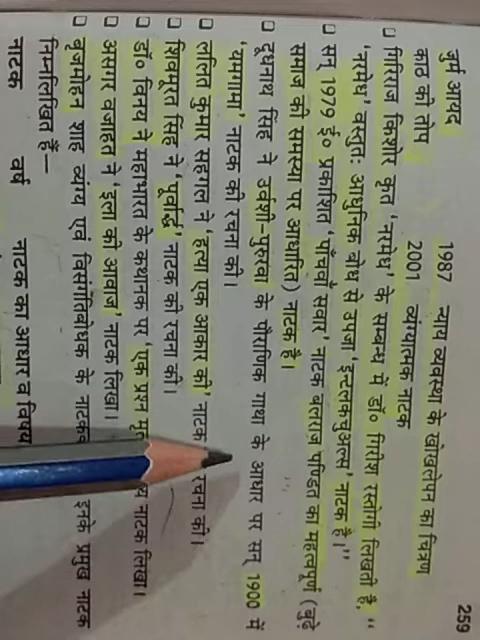 259
जुर्म आयद 1987 न्याय व्यवस्था के खोखलेपन का चित्रण
काठ की तोप 2001 व्यंग्यात्मक नाटक
गिरिराज किशोर कृत 'नरमेध' के सम्बन्ध में डॉ० गिरीश रस्तोगी लिखती हैं, "
'नरमेध' वस्तुतः आधुनिक बोध से उपजा 'इन्टलकचुअल्स' नाटक है।"
सन् 1979 ई० प्रकाशित 'पाँचवाँ सवार' नाटक बलराज पण्डित का महत्वपूर्ण (बूढ़े
समाज की समस्या पर आधारित) नाटक है।
दूधनाथ सिंह ने उर्वशी-पुरुरवा के पौराणिक गाथा के आधार पर सन् 1900 में
'यमगाथा' नाटक की रचना की।
ललित कुमार सहगल ने 'हत्या एक आकार की' नाटक रचना की।
शिवमूरत सिंह ने 'पूर्वार्द्ध' नाटक की रचना की।
डॉ० विनय ने महाभारत के कथानक पर 'एक प्रश्न नाटक लिखा।
असगर वजाहत ने 'इला की आवाज' नाटक लिखा।
बृजमोहन शाह व्यंग्य एवं विसंगतिबोधक के इनके प्रमुख नाटक
निम्नलिखित हैं—
नाटक वर्ष नाटक का आधार व विषय